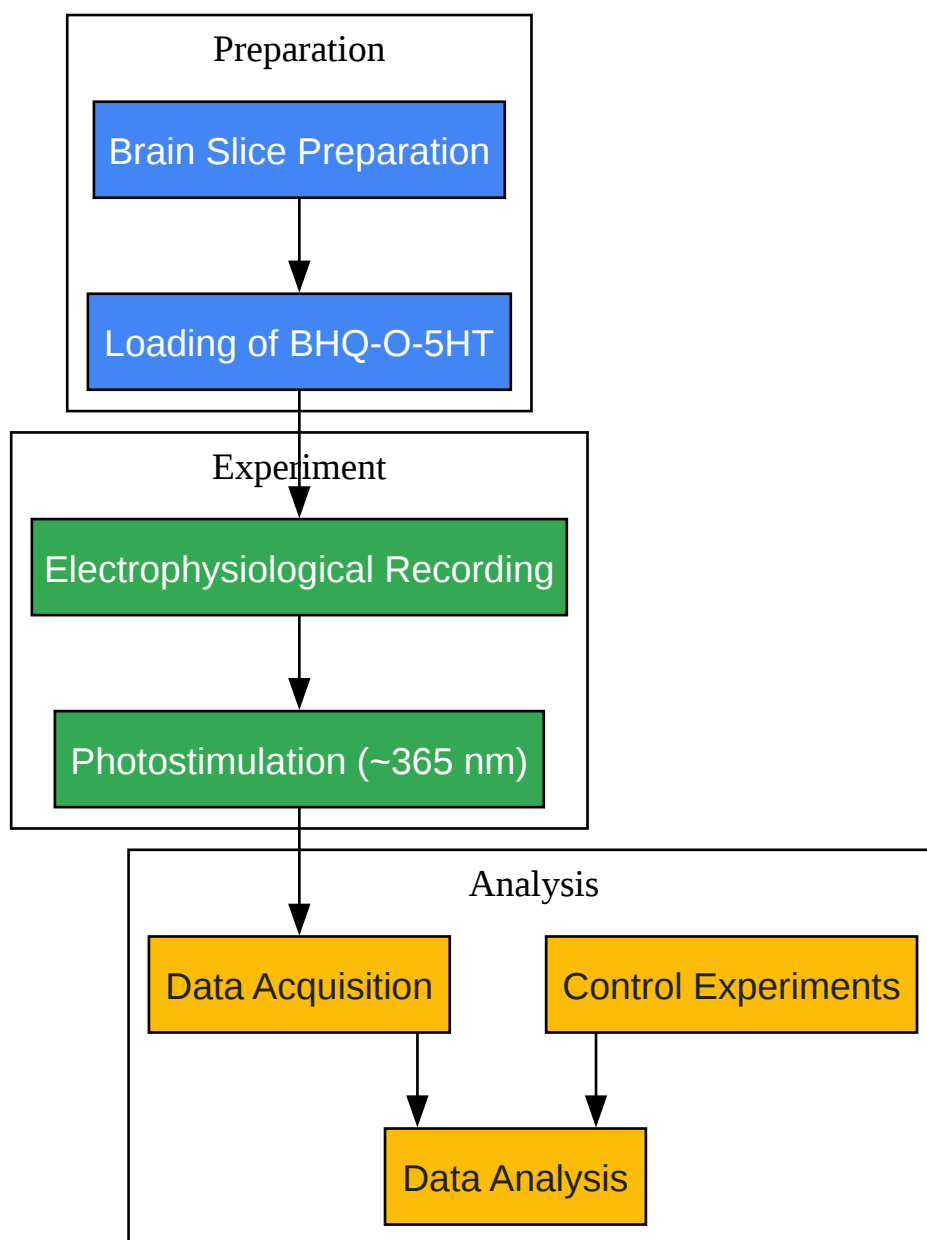 Preparation
Brain Slice Preparation
Loading of BHQ-O-5HT
Experiment
Electrophysiological Recording
Photostimulation (~365 nm)
Analysis
Data Acquisition
Control Experiments
Data Analysis